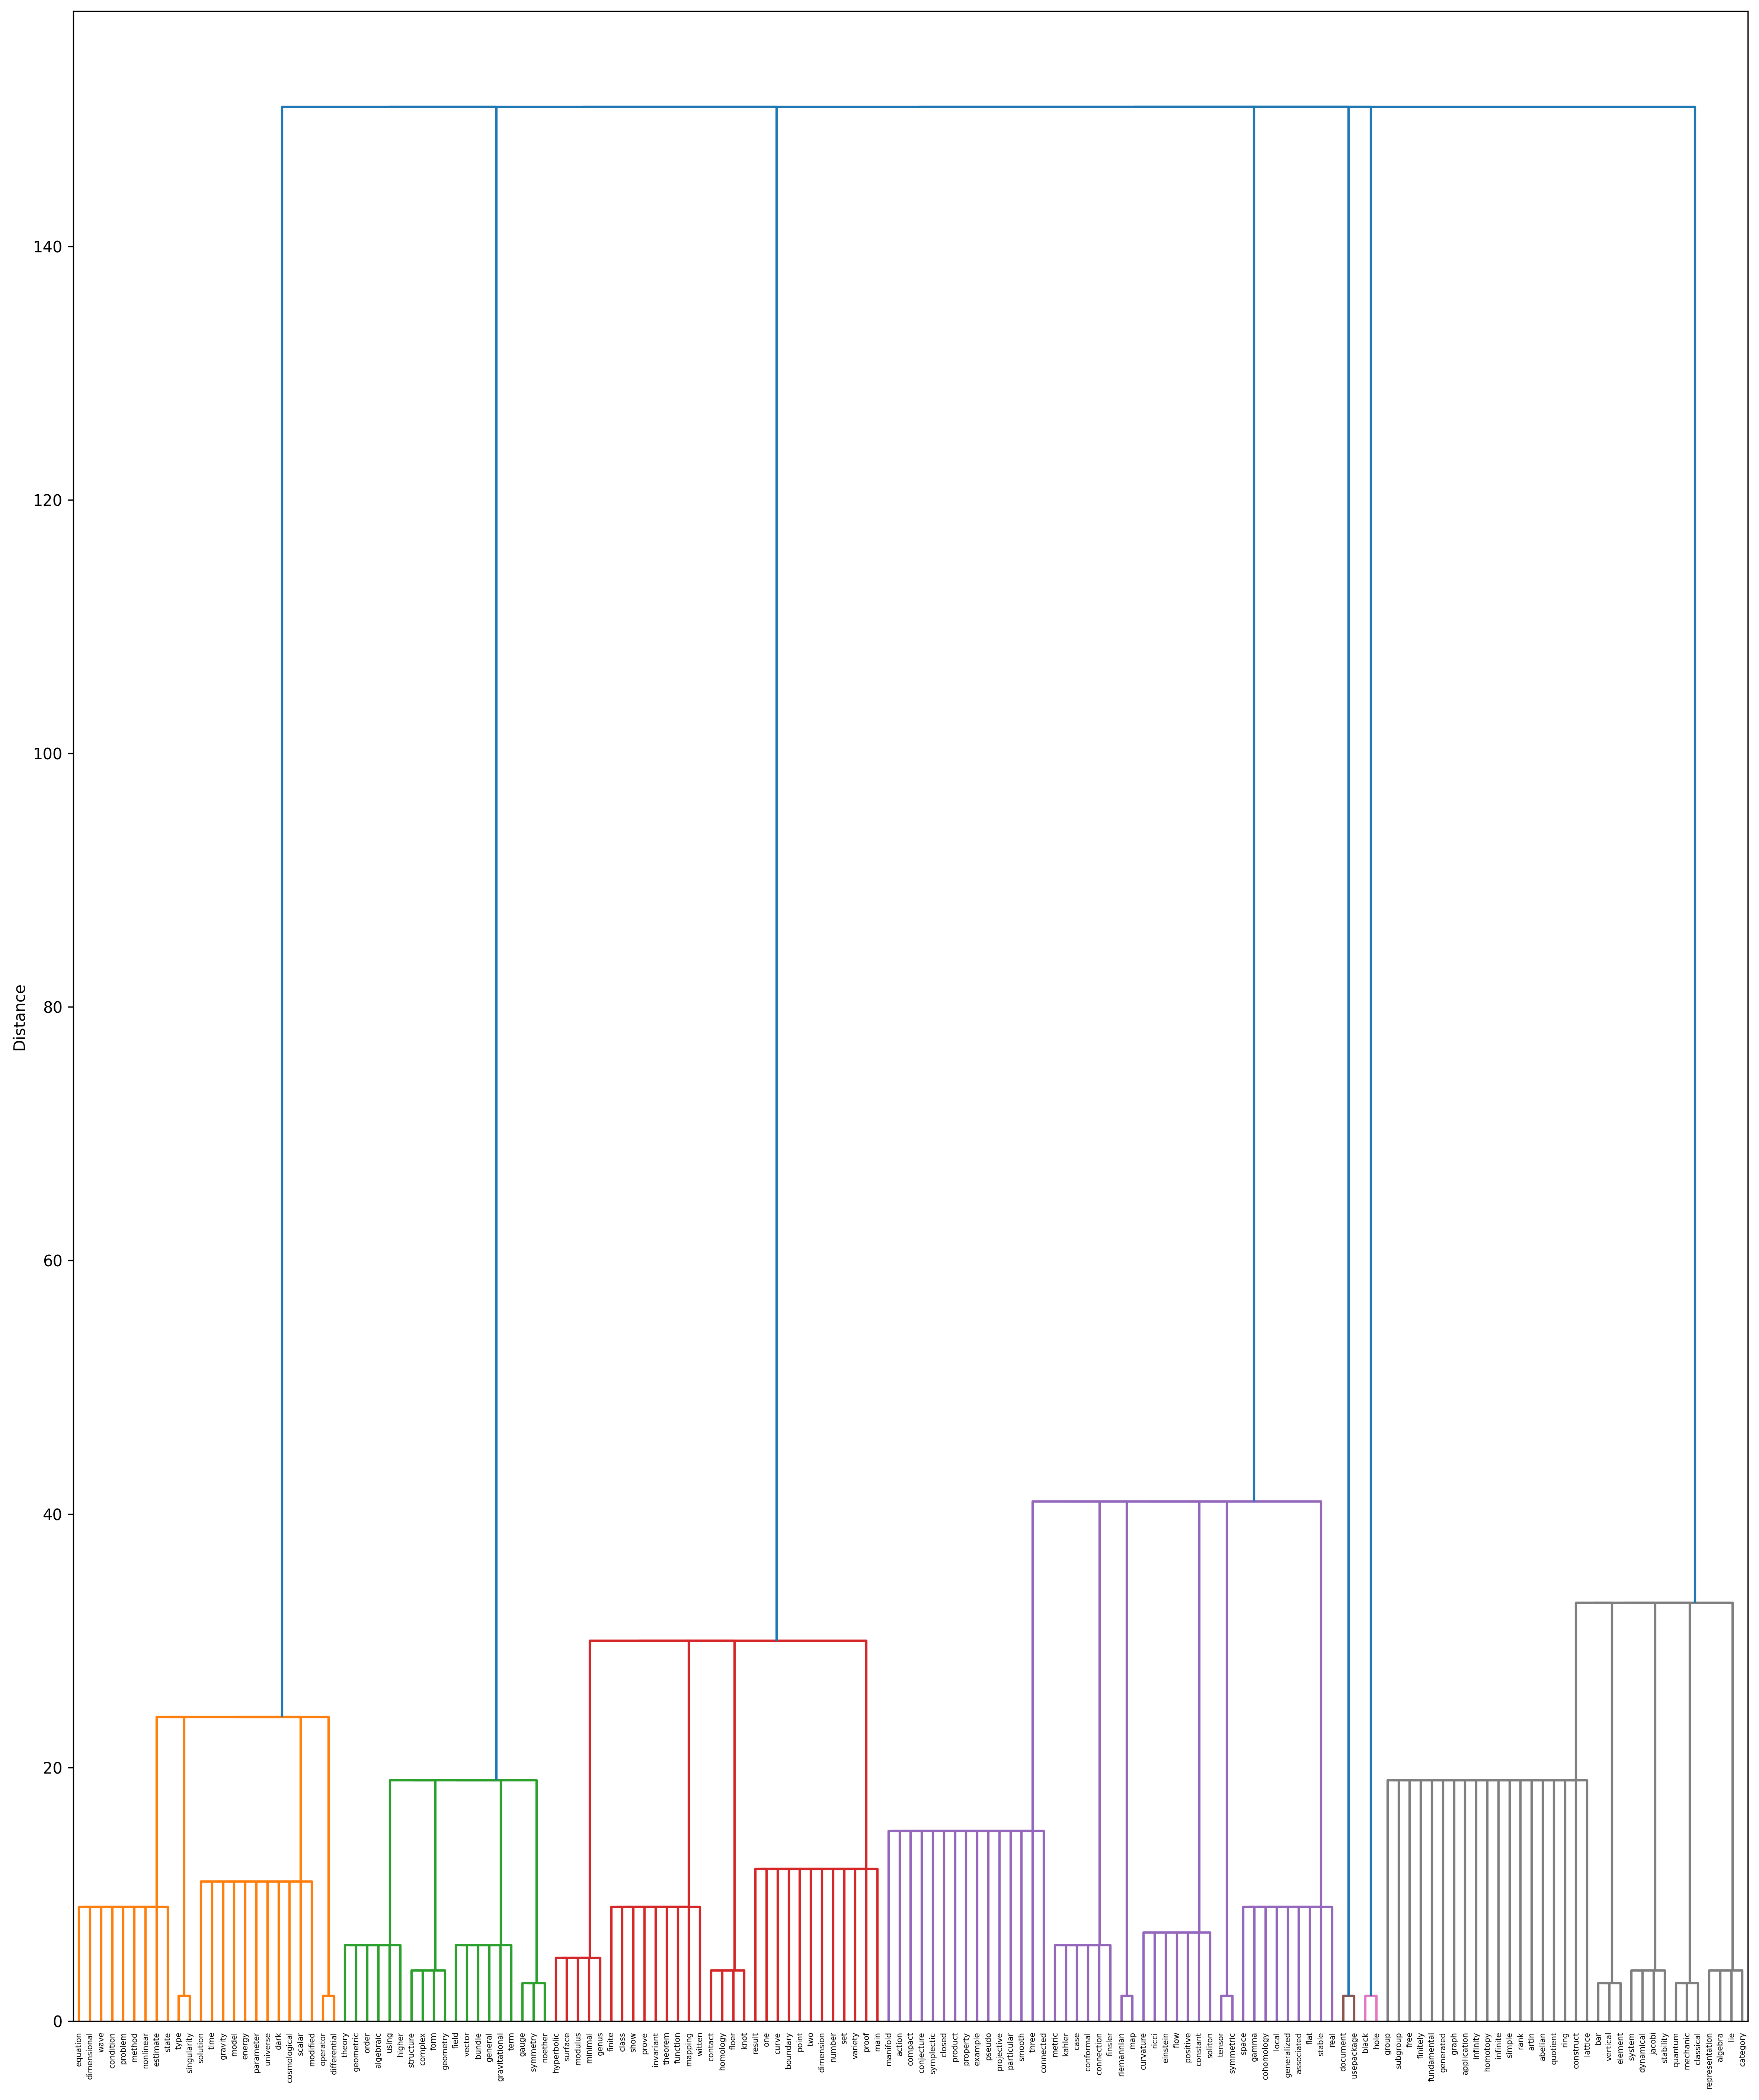 140
120
100
80
60
40
20
0
Distance
equation
dimensional
wave
condition
problem
method
nonlinear
estimate
state
type
singularity
solution
time
gravity
model
energy
parameter
universe
dark
cosmological
scalar
modified
operator
differential
theory
geometric
order
algebraic
using
higher
structure
complex
form
geometry
field
vector
bundle
general
gravitational
term
gauge
symmetry
noether
hyperbolic
surface
modulus
minimal
genus
finite
class
show
prove
invariant
theorem
function
mapping
witten
contact
homology
floer
knot
result
one
curve
boundary
point
two
dimension
number
set
variety
proof
main
manifold
action
compact
conjecture
symplectic
closed
product
property
example
pseudo
projective
particular
smooth
three
connected
metric
kahler
case
conformal
connection
finsler
riemannian
map
curvature
ricci
einstein
flow
positive
constant
soliton
tensor
symmetric
space
gamma
cohomology
local
generalized
associated
flat
stable
real
document
usepackage
black
hole
group
subgroup
free
finitely
fundamental
generated
graph
application
infinity
homotopy
infinite
simple
rank
artin
abelian
quotient
ring
construct
lattice
bar
vertical
element
system
dynamical
jacobi
stability
quantum
mechanic
classical
representation
algebra
lie
category